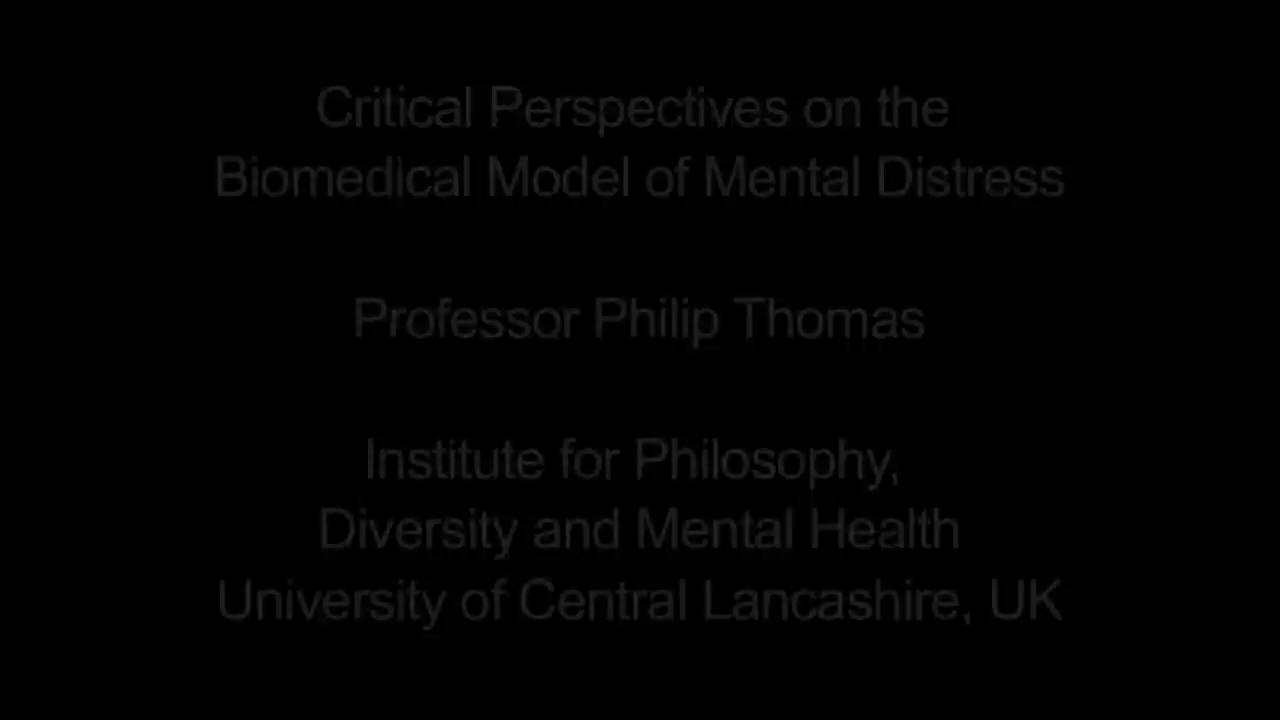 Critical Perspectives on the
Biomedical Model of Mental Distress
Professor Philip Thomas
Institute for Philosophy,
Diversity and Mental Health
University of Central Lancashire, UK